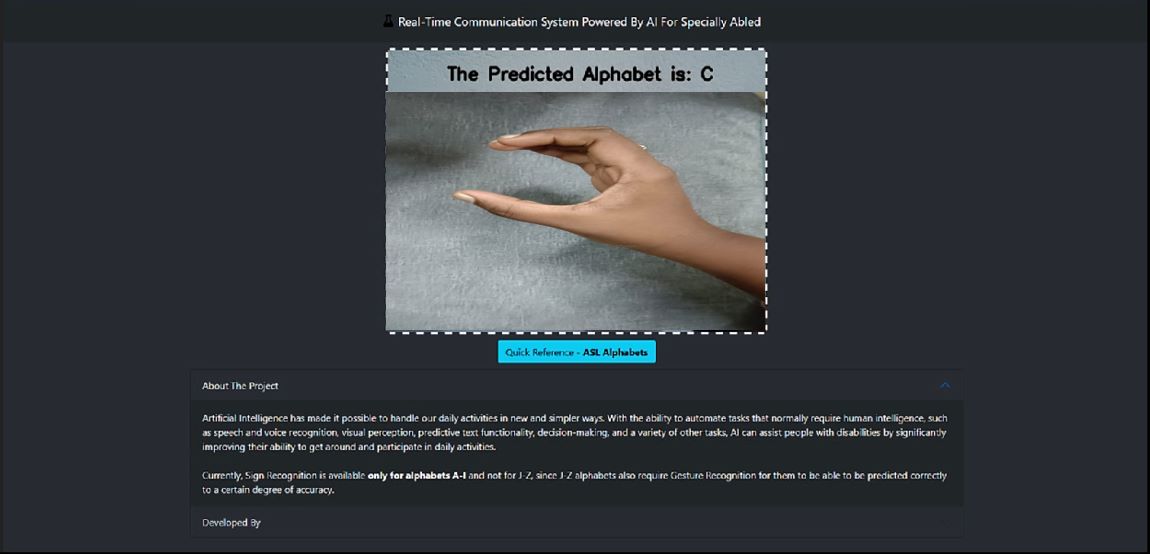 Real-Time Communication System Powered By AI For Specially Abled
The Predicted Alphabet is: C
Quick Reference - ASL Alphabets
About The Project
Artificial Intelligence has made it possible to handle our daily activities in new and simpler ways. With the ability to automate tasks that normally require human intelligence, such
as speech and voice recognition, visual perception, predictive text functionality, decision-making, and a variety of other tasks, AI can assist people with disabilities by significantly
improving their ability to get around and participate in daily activities.
Currently, Sign Recognition is available only for alphabets A-I and not for J-Z, since J-Z alphabets also require Gesture Recognition for them to be able to be predicted correctly
to a certain degree of accuracy.
Developed By